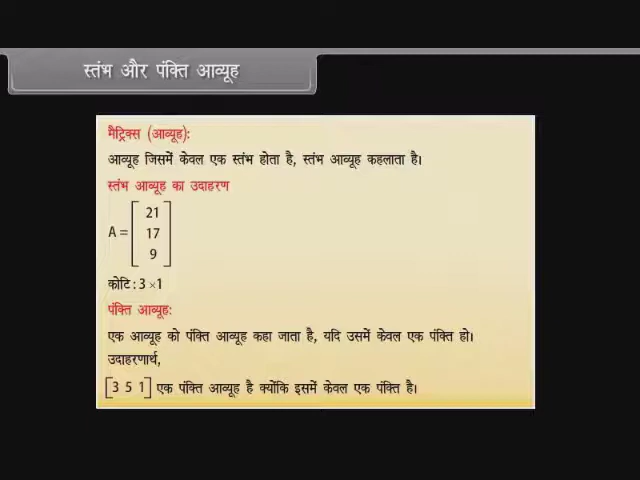 स्तंभ और पंक्ति आव्यूह
मैट्रिक्स (आव्यूह):
आव्यूह जिसमें केवल एक स्तंभ होता है, स्तंभ आव्यूह कहलाता है।
स्तंभ आव्यूह का उदाहरण
21
A = 17
9
कोटि : 3 × 1
पंक्ति आव्यूह:
एक आव्यूह को पंक्ति आव्यूह कहा जाता है, यदि उसमें केवल एक पंक्ति हो।
उदाहरणार्थ,
[3 5 1] एक पंक्ति आव्यूह है क्योंकि इसमें केवल एक पंक्ति है।